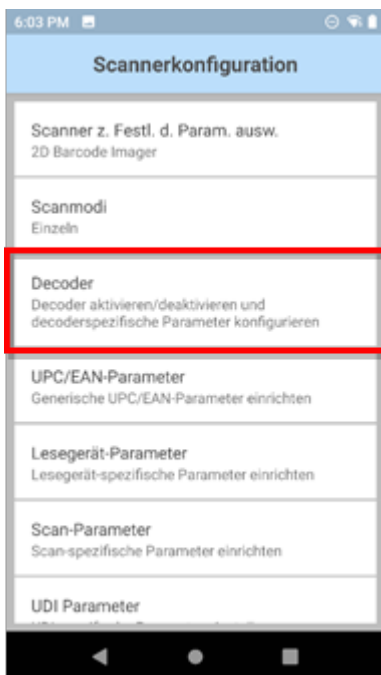 6:03 PM
Scannerkonfiguration
Scanner z. Festl. d. Param. ausw.
2D Barcode Imager
Scanmodi
Einzeln
Decoder
Decoder aktivieren/deaktivieren und
decoderspezifische Parameter konfigurieren
UPC/EAN-Parameter
Generische UPC/EAN-Parameter einrichten
Lesegerät-Parameter
Lesegerät-spezifische Parameter einrichten
Scan-Parameter
Scan-spezifische Parameter einrichten
UDI Parameter